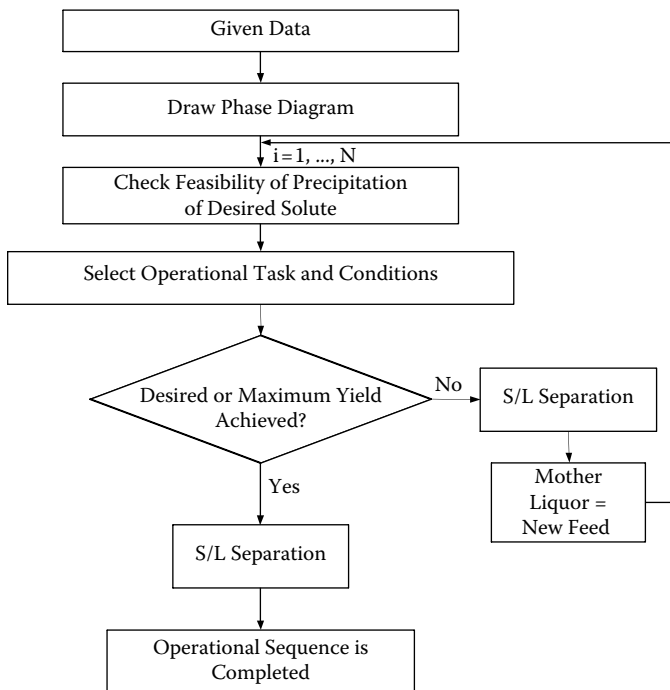 Given Data
Draw Phase Diagram
i = 1, ..., N
Check Feasibility of Precipitation
of Desired Solute
Select Operational Task and Conditions
Desired or Maximum Yield
Achieved?
No
S/L Separation
Mother
Liquor =
New Feed
Yes
S/L Separation
Operational Sequence is
Completed